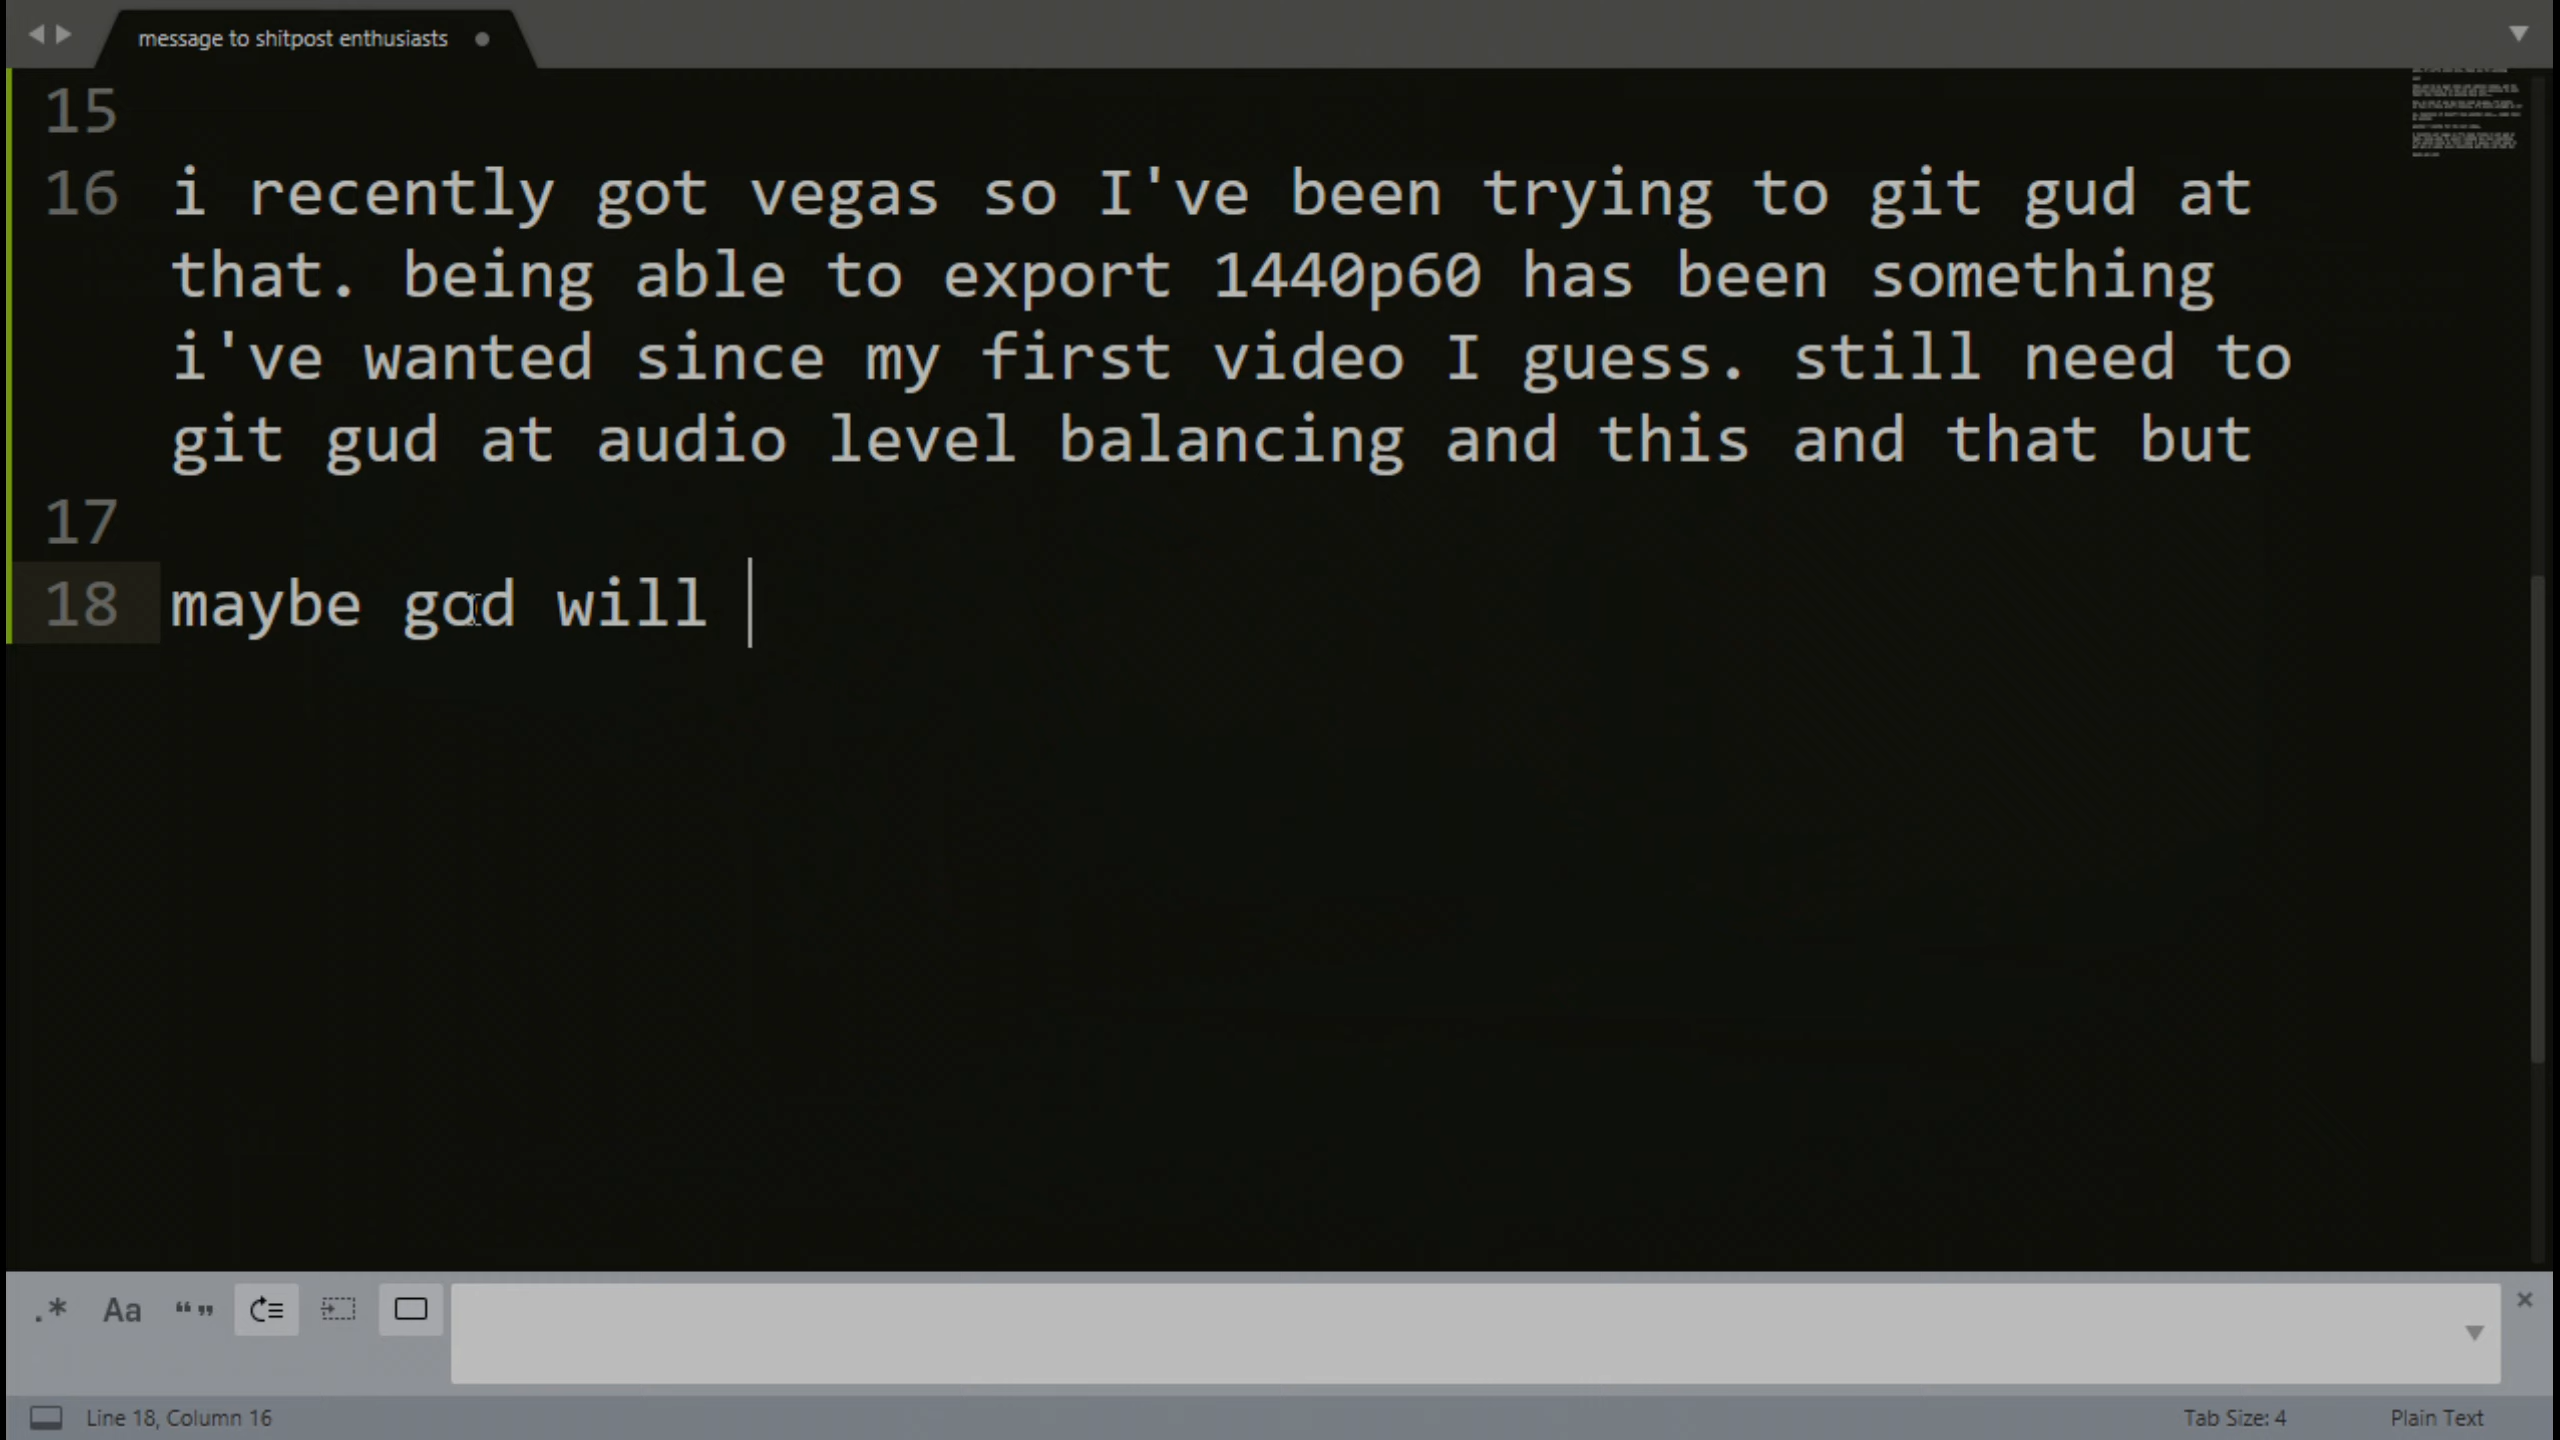 message to shitpost enthusiasts
15
16 i recently got vegas so I've been trying to git gud at
that. being able to export 1440p60 has been something
i've wanted since my first video I guess. still need to
git gud at audio level balancing and this and that but
17
18 maybe god will
.* Aa “ ”
Line 18, Column 16 Tab Size: 4 Plain Text